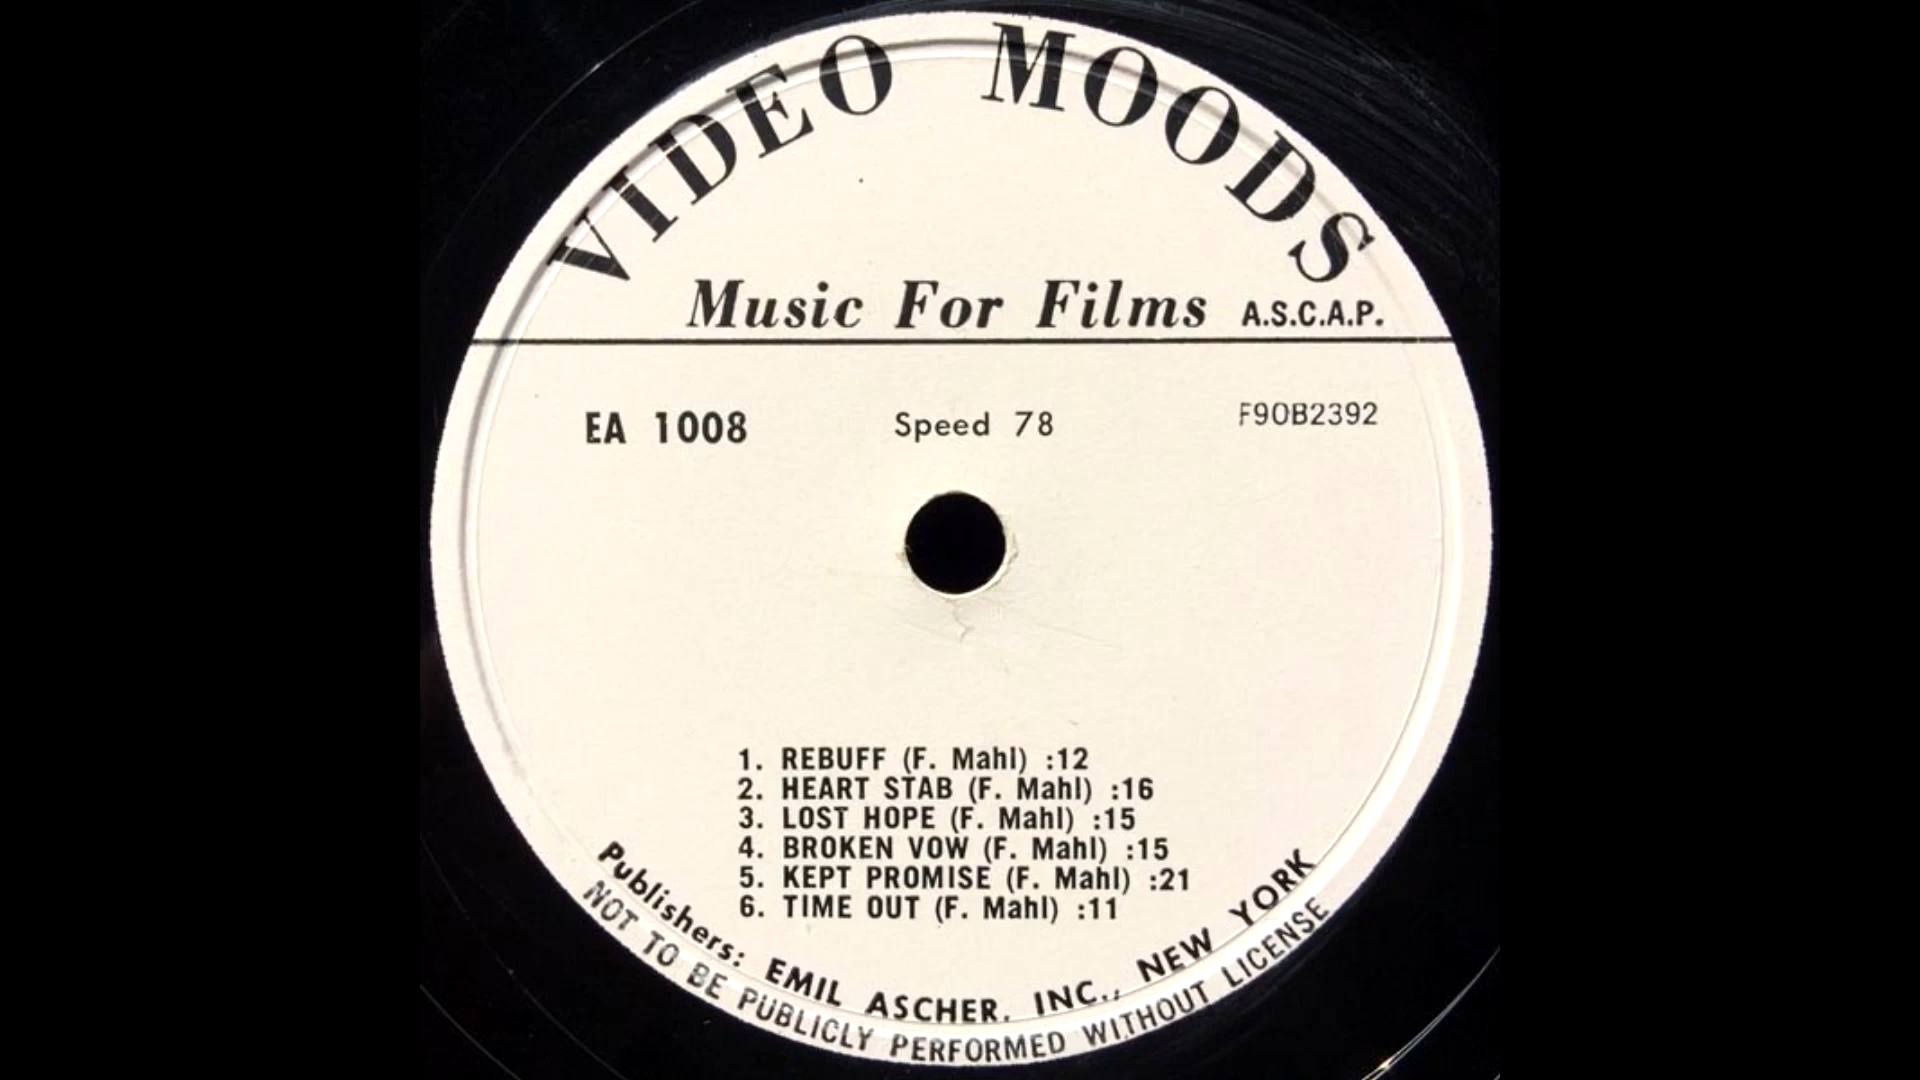 VIDEO MOODS
Music For Films A.S.C.A.P.
EA 1008 Speed 78 F9OB2392
1. REBUFF (F. Mahl) :12
2. HEART STAB (F. Mahl) :16
3. LOST HOPE (F. Mahl) :15
4. BROKEN VOW (F. Mahl) :15
5. KEPT PROMISE (F. Mahl) :21
6. TIME OUT (F. Mahl) :11
Publishers: EMIL ASCHER, INC., NEW YORK
NOT TO BE PUBLICLY PERFORMED WITHOUT LICENSE